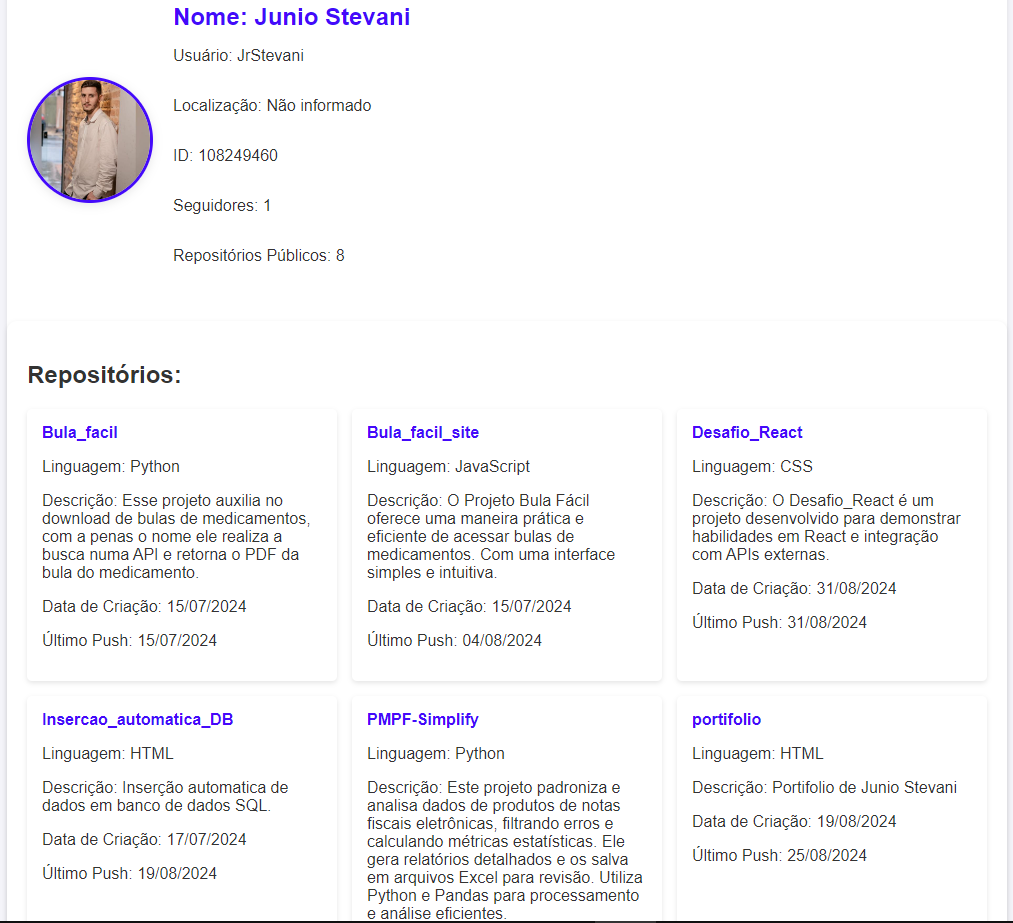 Nome: Junio Stevani
Usuário: JrStevani
Localização: Não informado
ID: 108249460
Seguidores: 1
Repositórios Públicos: 8
Repositórios:
Bula_facil
Linguagem: Python
Descrição: Esse projeto auxilia no
download de bulas de medicamentos,
com a penas o nome ele realiza a
busca numa API e retorna o PDF da
bula do medicamento.
Data de Criação: 15/07/2024
Último Push: 15/07/2024
Bula_facil_site
Linguagem: JavaScript
Descrição: O Projeto Bula Fácil
oferece uma maneira prática e
eficiente de acessar bulas de
medicamentos. Com uma interface
simples e intuitiva.
Data de Criação: 15/07/2024
Último Push: 04/08/2024
Desafio_React
Linguagem: CSS
Descrição: O Desafio_React é um
projeto desenvolvido para demonstrar
habilidades em React e integração
com APIs externas.
Data de Criação: 31/08/2024
Último Push: 31/08/2024
Insercao_automatica_DB
Linguagem: HTML
Descrição: Inserção automatica de
dados em banco de dados SQL.
Data de Criação: 17/07/2024
Último Push: 19/08/2024
PMPF-Simplify
Linguagem: Python
Descrição: Este projeto padroniza e
analisa dados de produtos de notas
fiscais eletrônicas, filtrando erros e
calculando métricas estatísticas. Ele
gera relatórios detalhados e os salva
em arquivos Excel para revisão. Utiliza
Python e Pandas para processamento
e análise eficientes.
portifolio
Linguagem: HTML
Descrição: Portifolio de Junio Stevani
Data de Criação: 19/08/2024
Último Push: 25/08/2024